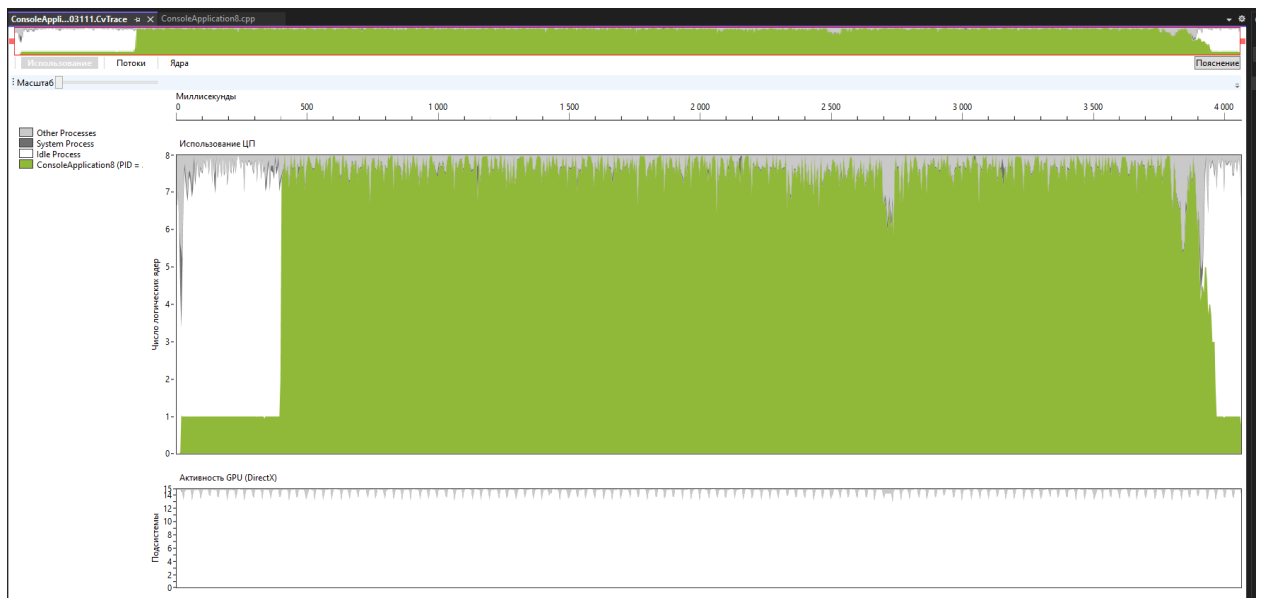 ConsoleAppli...03111.CvTrace ConsoleApplication8.cpp
Использование Потоки Ядра Пояснение
Масштаб
Миллисекунды
0 500 1 000 1 500 2 000 2 500 3 000 3 500 4 000
Other Processes
System Process
Idle Process
ConsoleApplication8 (PID = .
Использование ЦП
Число логических ядер
8
7
6
5
4
3
2
1
0
Активность GPU (DirectX)
Подсистемы
15
14
12
10
8
6
4
2
0